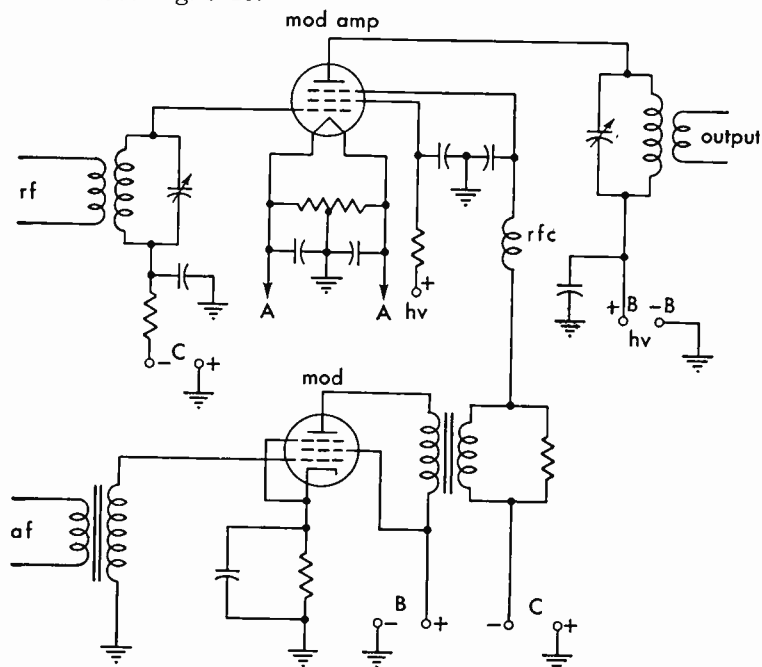 mod amp
rf
output
rfc
A
A
+
hv
+ B -B
hv
- C +
mod
af
B
- +
C
- +